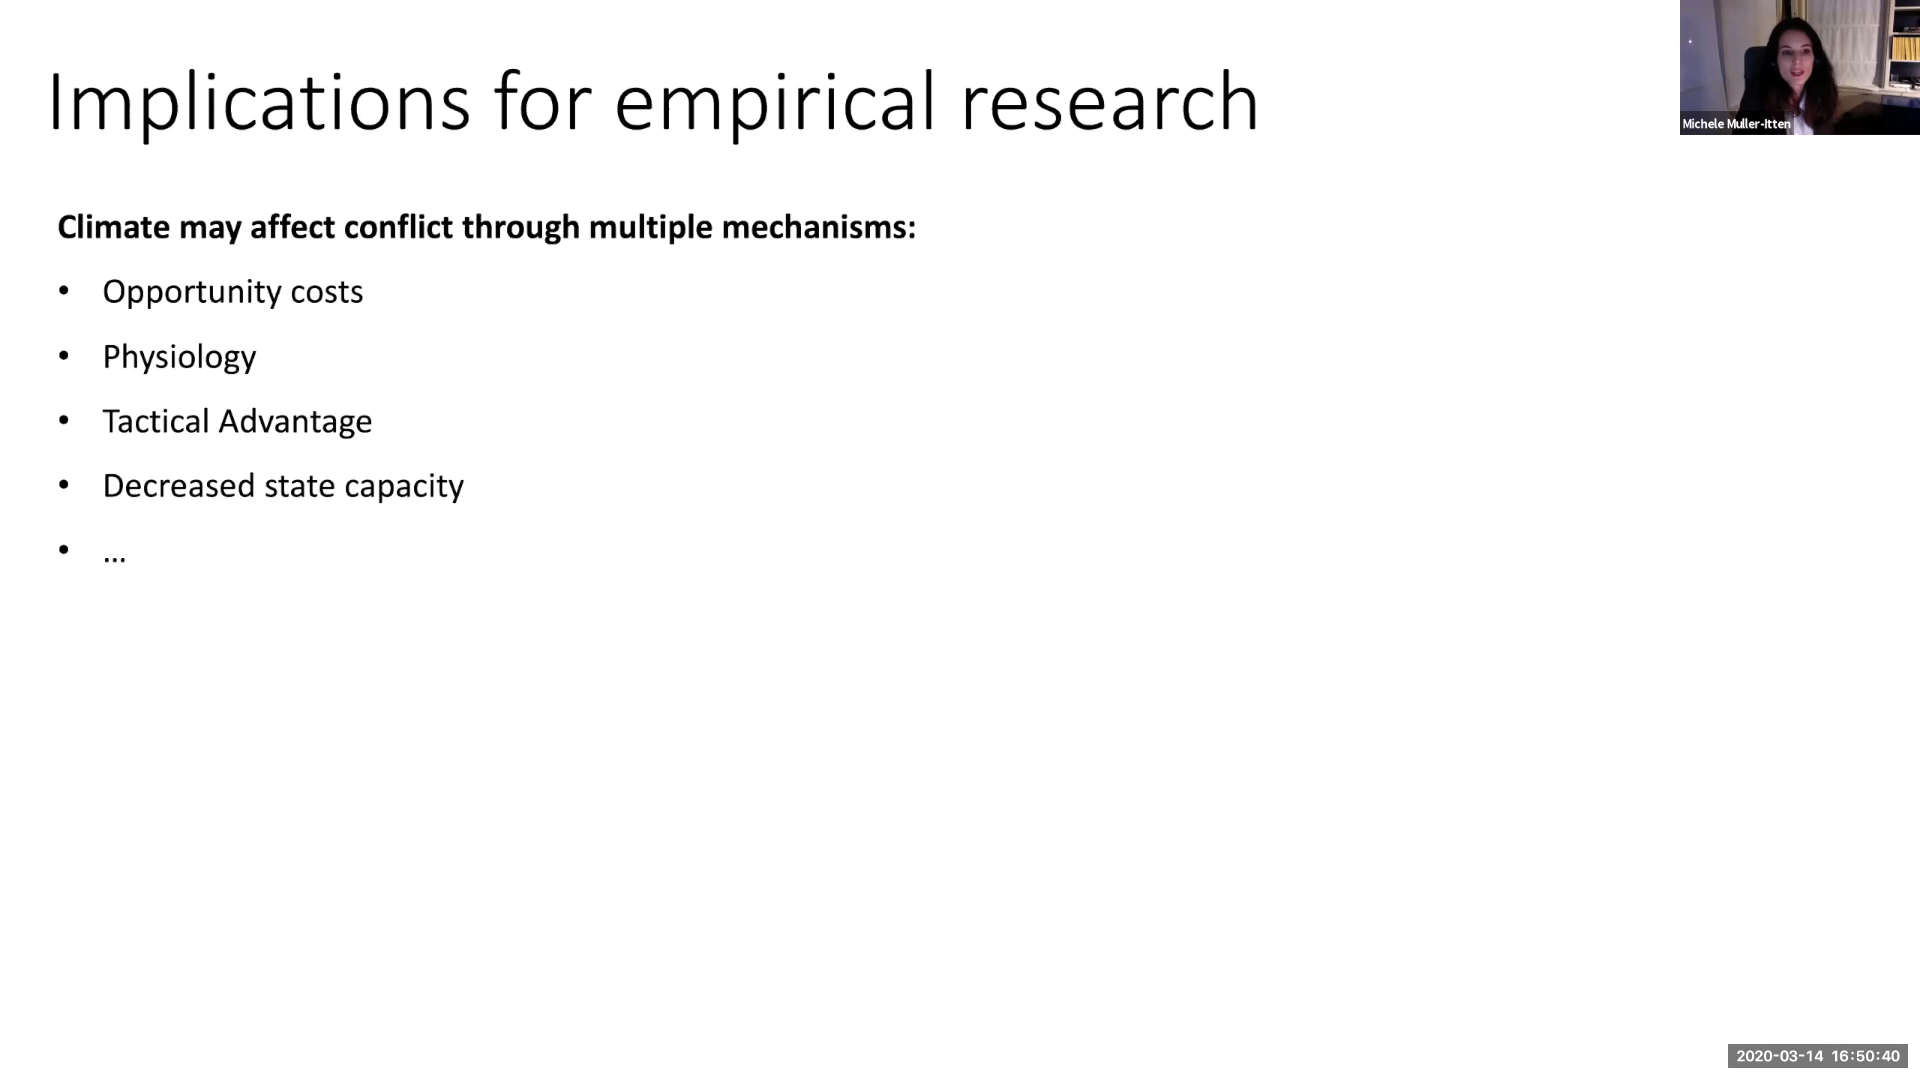 Implications for empirical research
Michele Muller-Itten
Climate may affect conflict through multiple mechanisms:
• Opportunity costs
• Physiology
• Tactical Advantage
• Decreased state capacity
• ...
2020-03-14 16:50:40